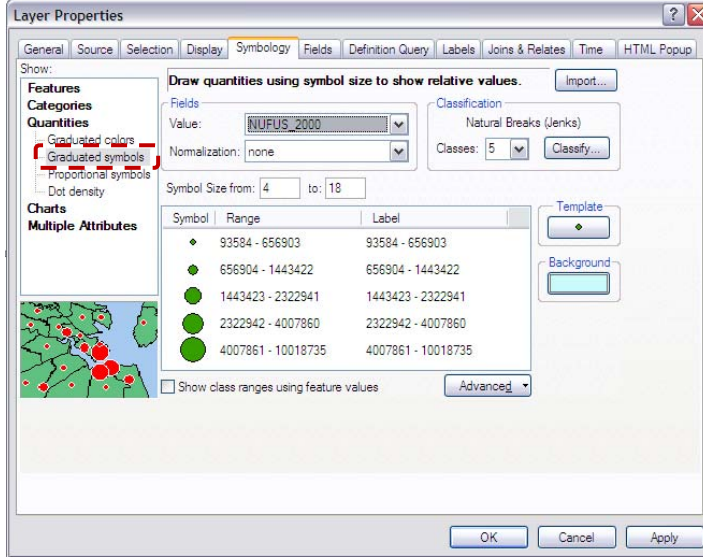 Layer Properties
General Source Selection Display Symbology Fields Definition Query Labels Joins & Relates Time HTML Popup
Show:
Features
Categories
Quantities
Graduated colors
Graduated symbols
Proportional symbols
Dot density
Charts
Multiple Attributes
Draw quantities using symbol size to show relative values.
Import...
Fields
Value: NUFUS_2000
Normalization: none
Classification
Natural Breaks (Jenks)
Classes: 5 Classify...
Symbol Size from: 4 to: 18
Symbol Range Label
93584 - 656903 93584 - 656903
656904 - 1443422 656904 - 1443422
1443423 - 2322941 1443423 - 2322941
2322942 - 4007860 2322942 - 4007860
4007861 - 10018735 4007861 - 10018735
Template
Background
Show class ranges using feature values
Advanced
OK Cancel Apply